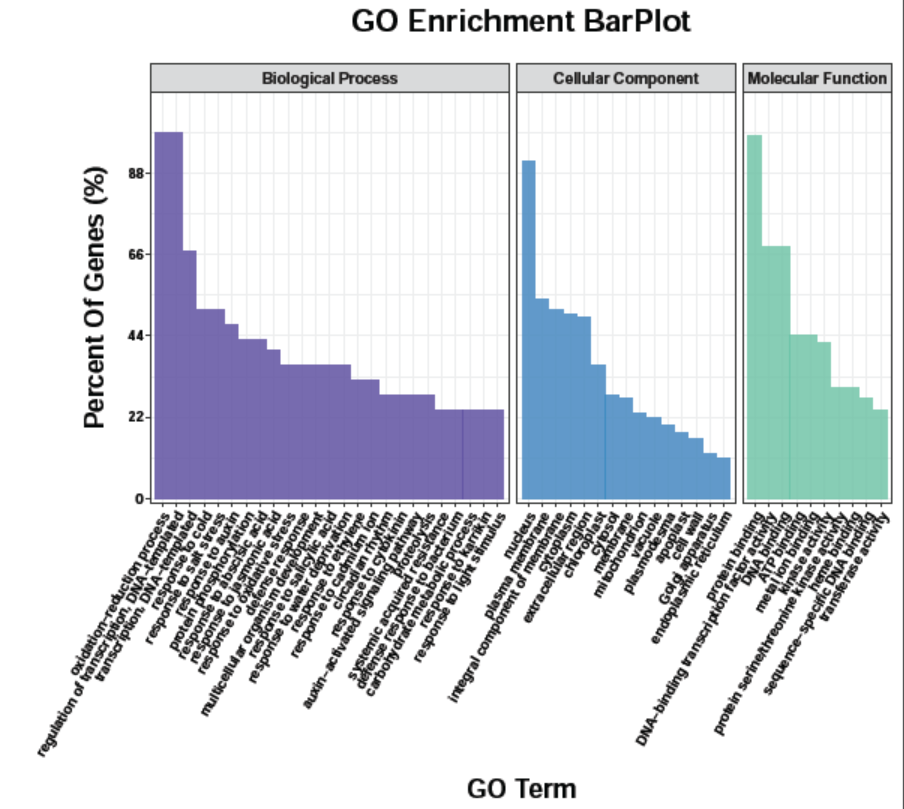 GO Enrichment BarPlot
Biological Process
Cellular Component
Molecular Function
Percent Of Genes (%)
88
66
44
22
0
oxidation-reduction process
regulation of transcription, DNA-templated
transcription, DNA-templated
response to cold
response to salt stress
response to auxin
protein phosphorylation
response to abscisic acid
response to jasmonic acid
response to oxidative stress
defense response
multicellular organism development
response to salicylic acid
response to water deprivation
response to ethylene
response to cadmium ion
circadian rhythm
response to cytokinin
auxin-activated signaling pathway
proteolysis
systemic acquired resistance
defense response to bacterium
carbohydrate metabolic process
response to karrikin
response to light stimulus
nucleus
plasma membrane
integral component of membrane
cytoplasm
extracellular region
chloroplast
cytosol
membrane
mitochondrion
vacuole
plasmodesma
apoplast
cell wall
Golgi apparatus
endoplasmic reticulum
protein binding
DNA-binding transcription factor activity
DNA binding
ATP binding
metal ion binding
kinase activity
protein serine/threonine kinase activity
heme binding
sequence-specific DNA binding
transferase activity
GO Term